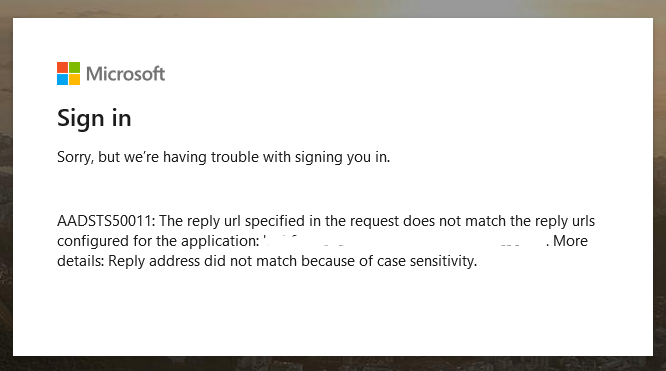 Microsoft
Sign in
Sorry, but we're having trouble with signing you in.
AADSTS50011: The reply url specified in the request does not match the reply urls
configured for the application: . More
details: Reply address did not match because of case sensitivity.